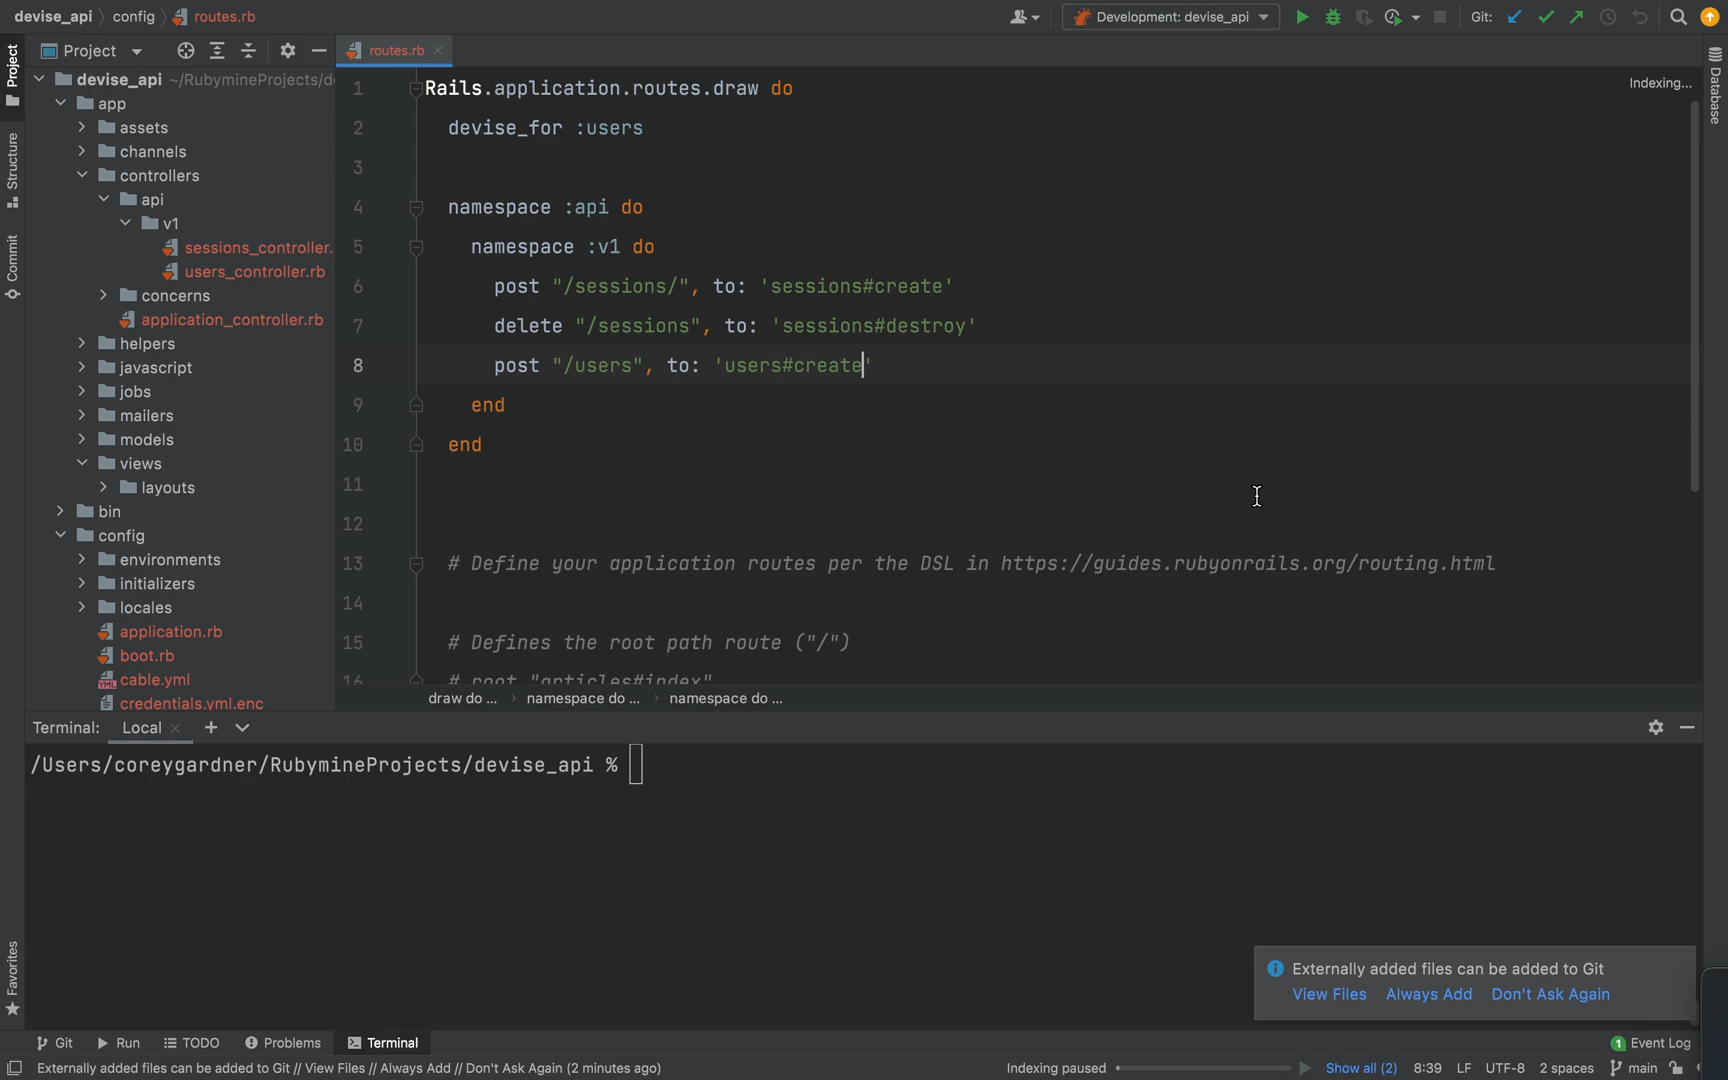 devise_api config routes.rb
Development: devise_api
Git:
Project
routes.rb
Project
Structure
Commit
Favorites
Database
devise_api ~/RubymineProjects/d
app
assets
channels
controllers
api
v1
sessions_controller.
users_controller.rb
concerns
application_controller.rb
helpers
javascript
jobs
mailers
models
views
layouts
bin
config
environments
initializers
locales
application.rb
boot.rb
cable.yml
credentials.yml.enc
Indexing...
1 Rails.application.routes.draw do
2 devise_for :users
3
4 namespace :api do
5 namespace :v1 do
6 post "/sessions/", to: 'sessions#create'
7 delete "/sessions", to: 'sessions#destroy'
8 post "/users", to: 'users#create'
9 end
10 end
11
12
13 # Define your application routes per the DSL in https://guides.rubyonrails.org/routing.html
14
15 # Defines the root path route ("/")
16 # root "articles#index"
draw do ... namespace do ... namespace do ...
Terminal: Local
/Users/coreygardner/RubymineProjects/devise_api %
Externally added files can be added to Git
View Files Always Add Don't Ask Again
Git Run TODO Problems Terminal
1 Event Log
Externally added files can be added to Git // View Files // Always Add // Don't Ask Again (2 minutes ago)
Indexing paused Show all (2) 8:39 LF UTF-8 2 spaces main